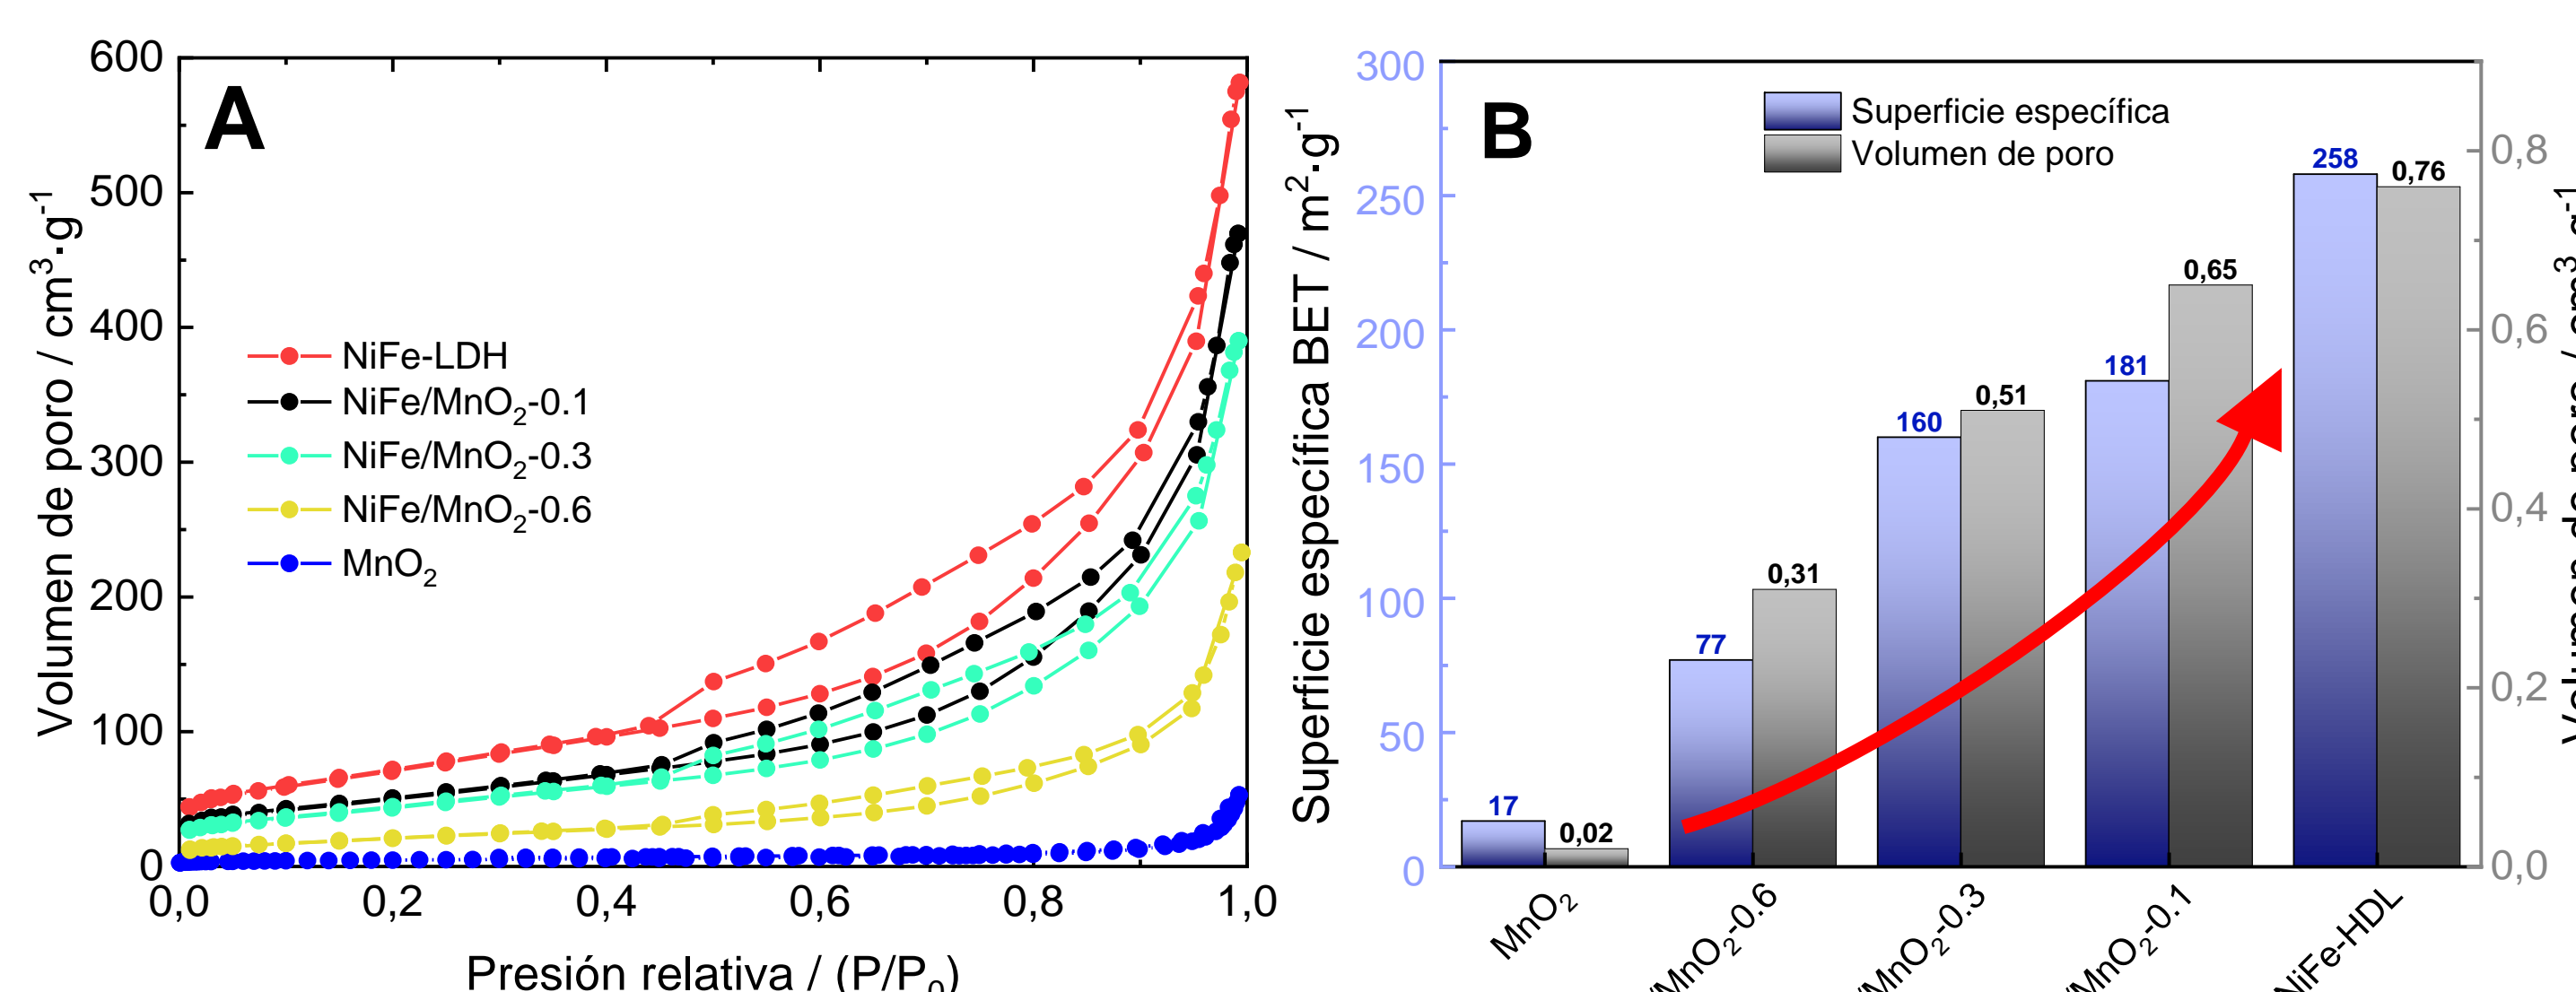 A
Volumen de poro / cm³·g⁻¹
600
500
400
300
200
100
0
NiFe-LDH
NiFe/MnO₂-0.1
NiFe/MnO₂-0.3
NiFe/MnO₂-0.6
MnO₂
0,0 0,2 0,4 0,6 0,8 1,0
Presión relativa / (P/P₀)
B
Superficie específica BET / m²·g⁻¹
300
250
200
150
100
50
0
Superficie específica
Volumen de poro
17
0,02
77
0,31
160
0,51
181
0,65
258
0,76
0,8
0,6
0,4
0,2
0,0
Volumen de poro / cm³·g⁻¹
MnO₂
/MnO₂-0.6
/MnO₂-0.3
/MnO₂-0.1
NiFe-HDL